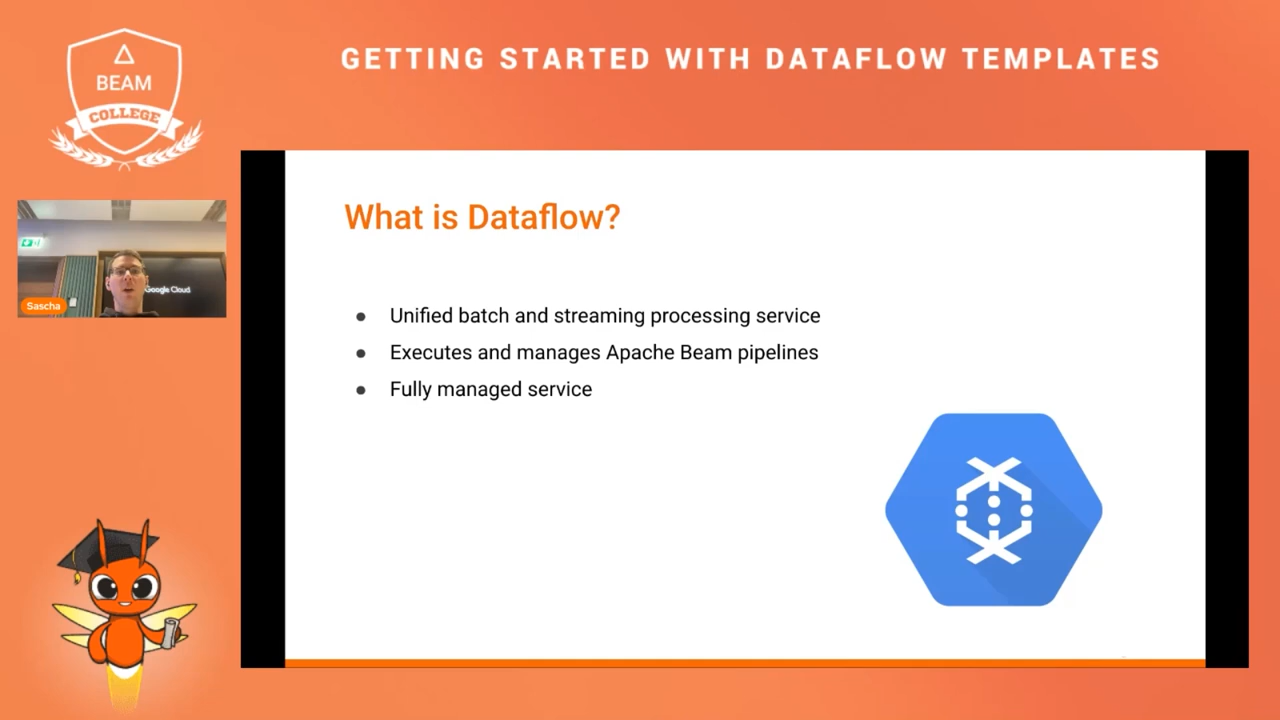 GETTING STARTED WITH DATAFLOW TEMPLATES
BEAM
COLLEGE
What is Dataflow?
Google Cloud
Sascha
● Unified batch and streaming processing service
● Executes and manages Apache Beam pipelines
● Fully managed service